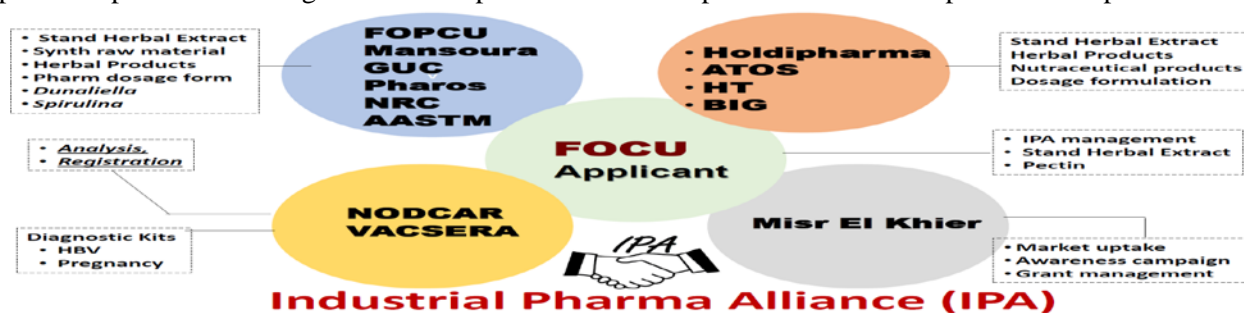 • Stand Herbal Extract
• Synth raw material
• Herbal Products
• Pharm dosage form
• Dunaliella
• Spirulina
FOPCU
Mansoura
GUC
Pharos
NRC
AASTM
• Holdipharma
• ATOS
• HT
• BIG
Stand Herbal Extract
Herbal Products
Nutraceutical products
Dosage formulation
• Analysis,
• Registration
FOCU
Applicant
• IPA management
• Stand Herbal Extract
• Pectin
Diagnostic Kits
• HBV
• Pregnancy
NODCAR
VACSERA
IPA
Misr El Khier
• Market uptake
• Awareness campaign
• Grant management
Industrial Pharma Alliance (IPA)